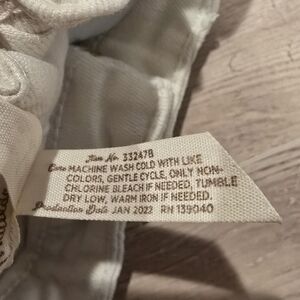 Item No. 33247B
Care MACHINE WASH COLD WITH LIKE
COLORS, GENTLE CYCLE, ONLY NON-
CHLORINE BLEACH IF NEEDED, TUMBLE
DRY LOW, WARM IRON IF NEEDED.
Production Date JAN 2022 RN 139040